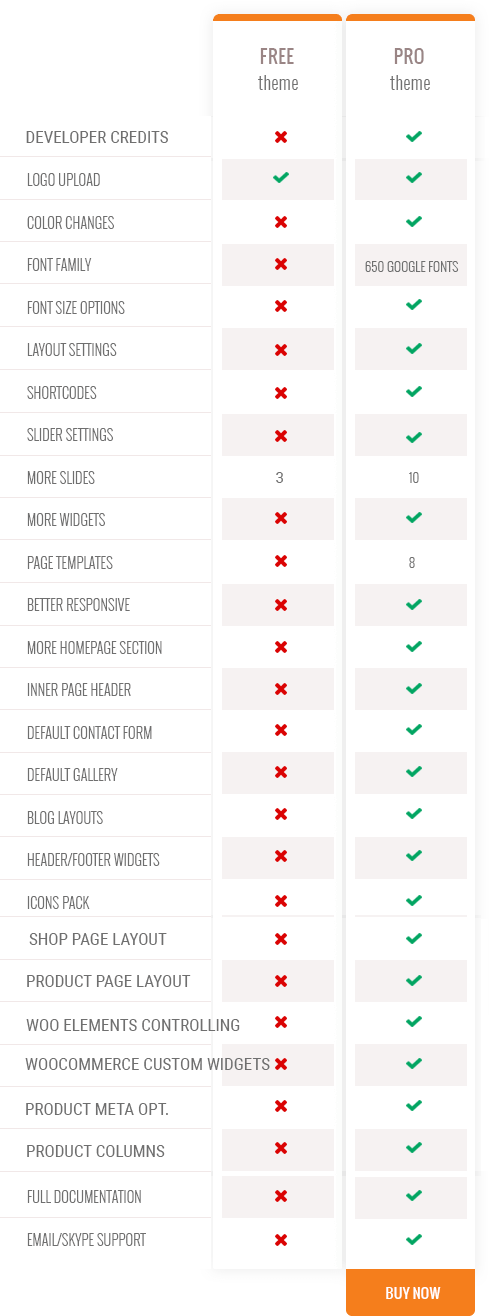 FREE PRO
theme theme
DEVELOPER CREDITS
LOGO UPLOAD
COLOR CHANGES
FONT FAMILY 650 GOOGLE FONTS
FONT SIZE OPTIONS
LAYOUT SETTINGS
SHORTCODES
SLIDER SETTINGS
MORE SLIDES 3 10
MORE WIDGETS
PAGE TEMPLATES 8
BETTER RESPONSIVE
MORE HOMEPAGE SECTION
INNER PAGE HEADER
DEFAULT CONTACT FORM
DEFAULT GALLERY
BLOG LAYOUTS
HEADER/FOOTER WIDGETS
ICONS PACK
SHOP PAGE LAYOUT
PRODUCT PAGE LAYOUT
WOO ELEMENTS CONTROLLING
WOOCOMMERCE CUSTOM WIDGETS
PRODUCT META OPT.
PRODUCT COLUMNS
FULL DOCUMENTATION
EMAIL/SKYPE SUPPORT
BUY NOW